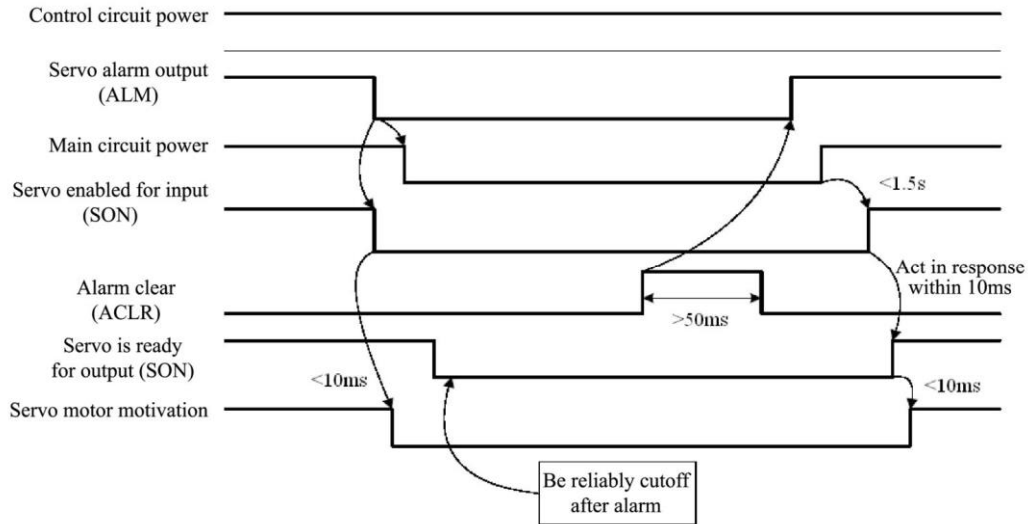 Control circuit power
Servo alarm output
(ALM)
Main circuit power
Servo enabled for input
(SON)
<1.5s
Alarm clear
(ACLR)
Act in response
within 10ms
>50ms
Servo is ready
for output (SON)
<10ms
<10ms
Servo motor motivation
Be reliably cutoff
after alarm